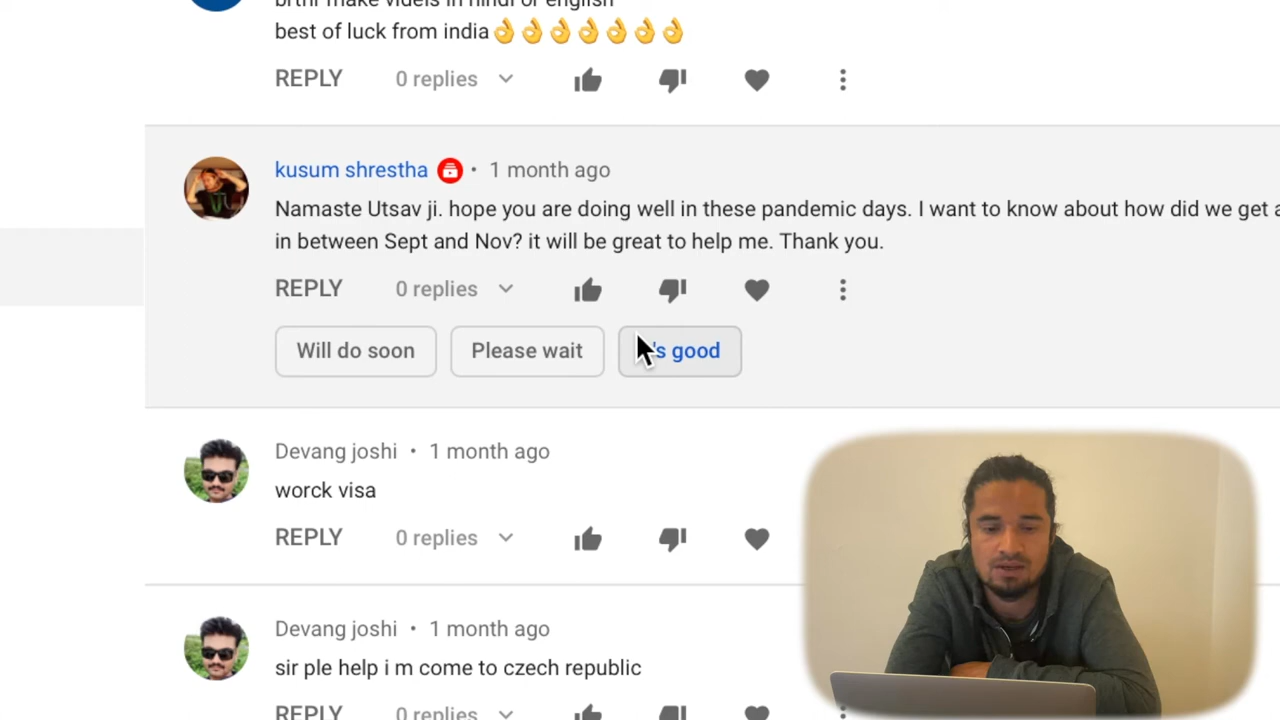 best of luck from india👌👌👌👌👌👌👌
REPLY 0 replies
kusum shrestha • 1 month ago
Namaste Utsav ji. hope you are doing well in these pandemic days. I want to know about how did we get
in between Sept and Nov? it will be great to help me. Thank you.
REPLY 0 replies
Will do soon Please wait good
Devang joshi • 1 month ago
worck visa
REPLY 0 replies
Devang joshi • 1 month ago
sir ple help i m come to czech republic
REPLY 0 replies